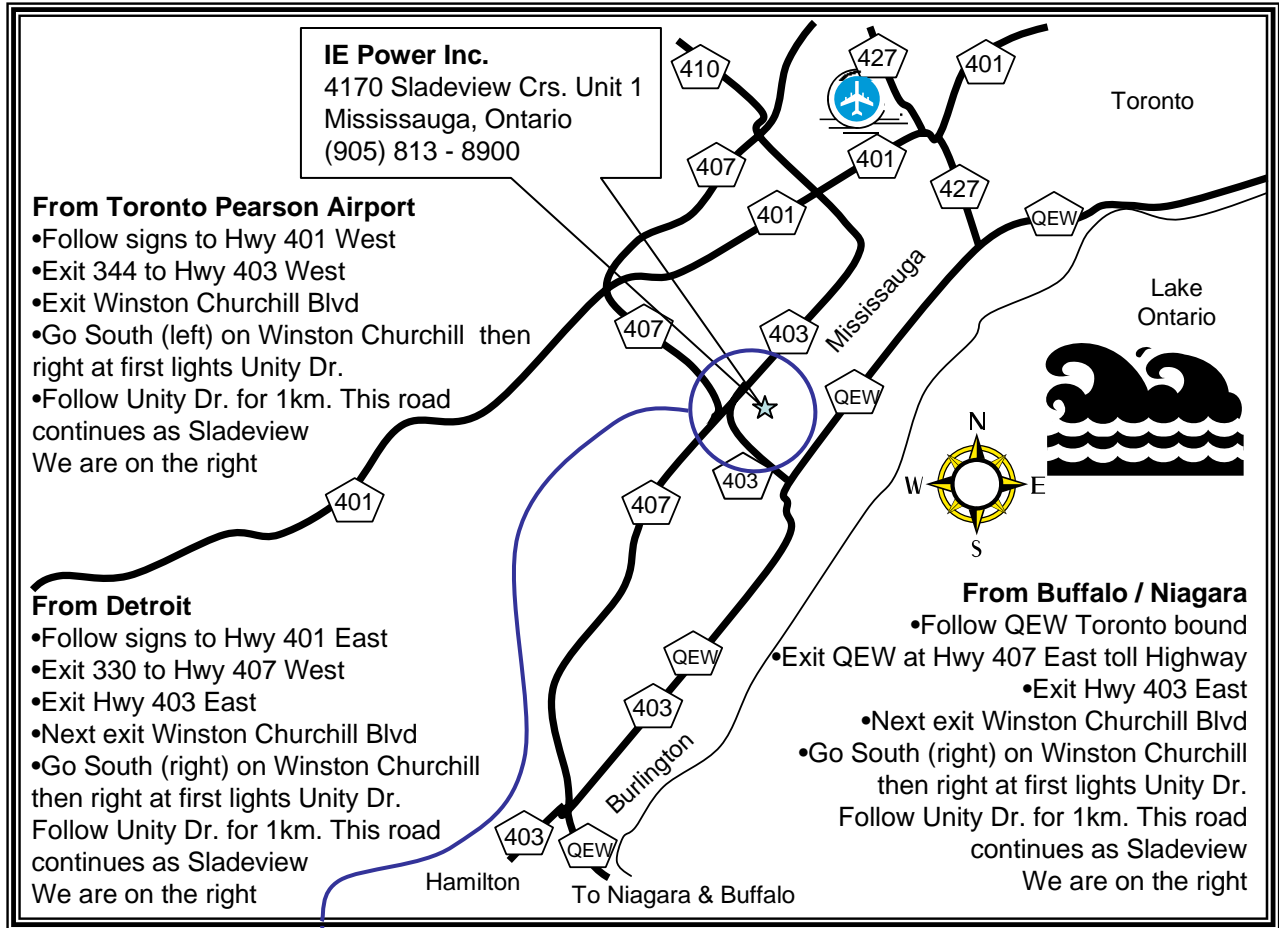 IE Power Inc.
4170 Sladeview Crs. Unit 1
Mississauga, Ontario
(905) 813 - 8900
From Toronto Pearson Airport
•Follow signs to Hwy 401 West
•Exit 344 to Hwy 403 West
•Exit Winston Churchill Blvd
•Go South (left) on Winston Churchill then
right at first lights Unity Dr.
•Follow Unity Dr. for 1km. This road
continues as Sladeview
We are on the right
From Detroit
•Follow signs to Hwy 401 East
•Exit 330 to Hwy 407 West
•Exit Hwy 403 East
•Next exit Winston Churchill Blvd
•Go South (right) on Winston Churchill
then right at first lights Unity Dr.
Follow Unity Dr. for 1km. This road
continues as Sladeview
We are on the right
From Buffalo / Niagara
•Follow QEW Toronto bound
•Exit QEW at Hwy 407 East toll Highway
•Exit Hwy 403 East
•Next exit Winston Churchill Blvd
•Go South (right) on Winston Churchill
then right at first lights Unity Dr.
Follow Unity Dr. for 1km. This road
continues as Sladeview
We are on the right
410
427
401
Toronto
407
401
427
401
QEW
Mississauga
Lake
Ontario
407
403
QEW
N
W
E
S
403
401
407
QEW
403
Burlington
403
QEW
Hamilton
To Niagara & Buffalo